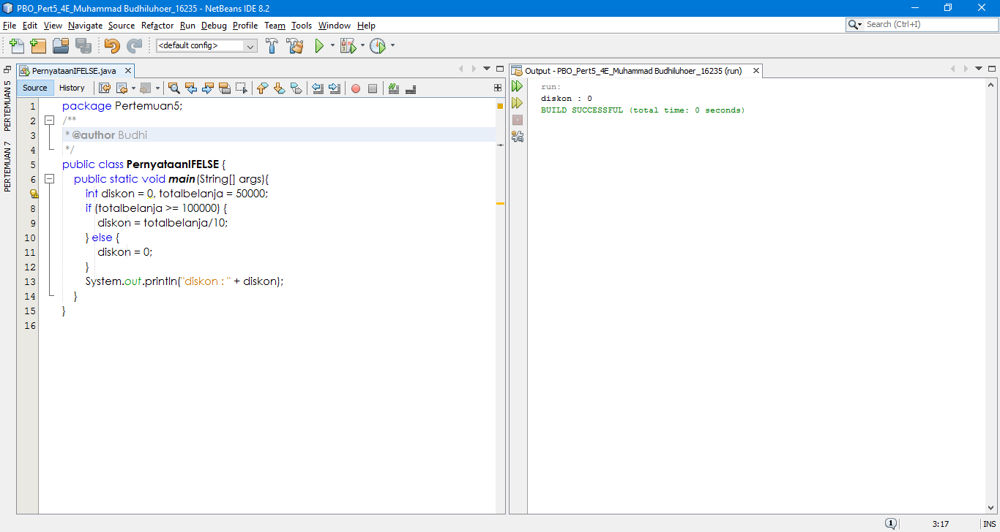 PBO_Pert5_4E_Muhammad Budhiluhoer_16235 - NetBeans IDE 8.2
File Edit View Navigate Source Refactor Run Debug Profile Team Tools Window Help
Search (Ctrl+I)
<default config>
PERTEMUAN 5
PERTEMUAN 7
PernyataanIFELSE.java
Source History
1 package Pertemuan5;
2 /**
3 * @author Budhi
4 */
5 public class PernyataanIFELSE {
6 public static void main(String[] args){
int diskon = 0, totalbelanja = 50000;
8 if (totalbelanja >= 100000) {
9 diskon = totalbelanja/10;
10 } else {
11 diskon = 0;
12 }
13 System.out.println("diskon : " + diskon);
14 }
15 }
16
Output - PBO_Pert5_4E_Muhammad Budhiluhoer_16235 (run)
run:
diskon : 0
BUILD SUCCESSFUL (total time: 0 seconds)
1
3:17
INS